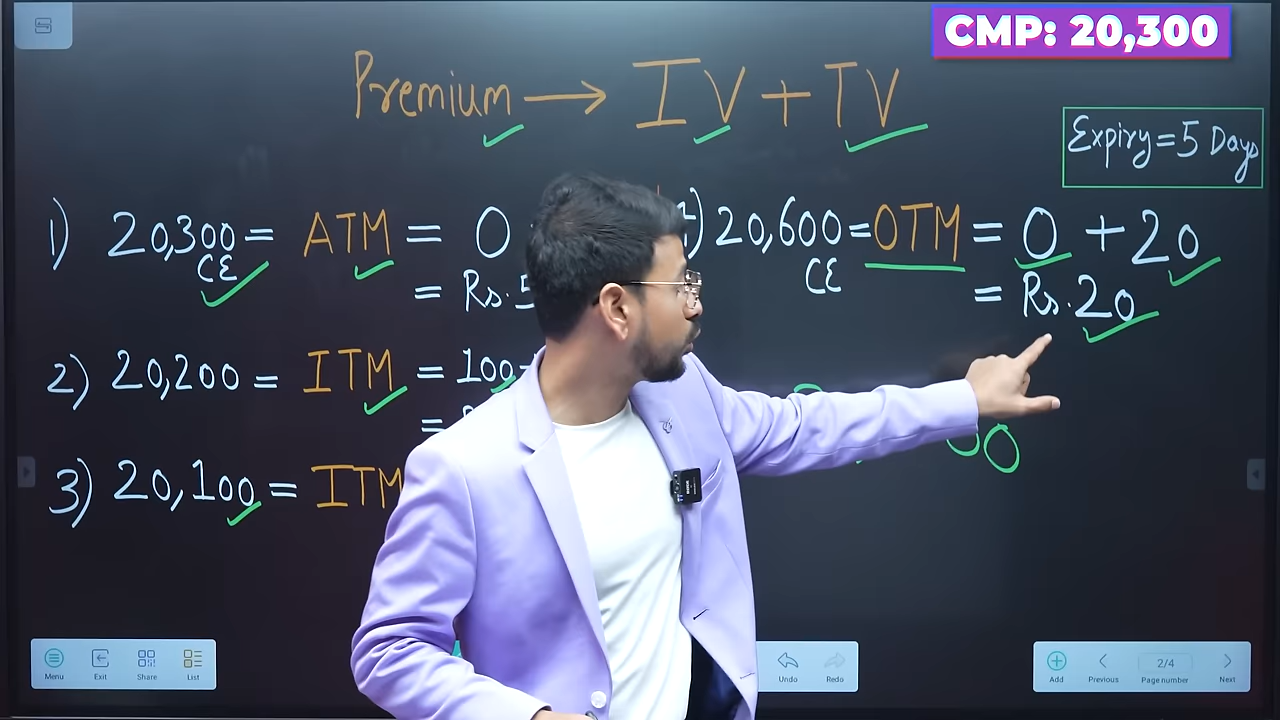 CMP: 20,300
Premium → IV + TV
Expiry = 5 Days
1) 20,300 = ATM = 0
CE
= Rs. 5
) 20,600 = OTM = 0 + 20
CE
= Rs. 20
2) 20,200 = ITM = 100
=
3) 20,100 = ITM
00
Menu Exit Share List
Undo Redo
Add Previous 2/4 Next
Page number